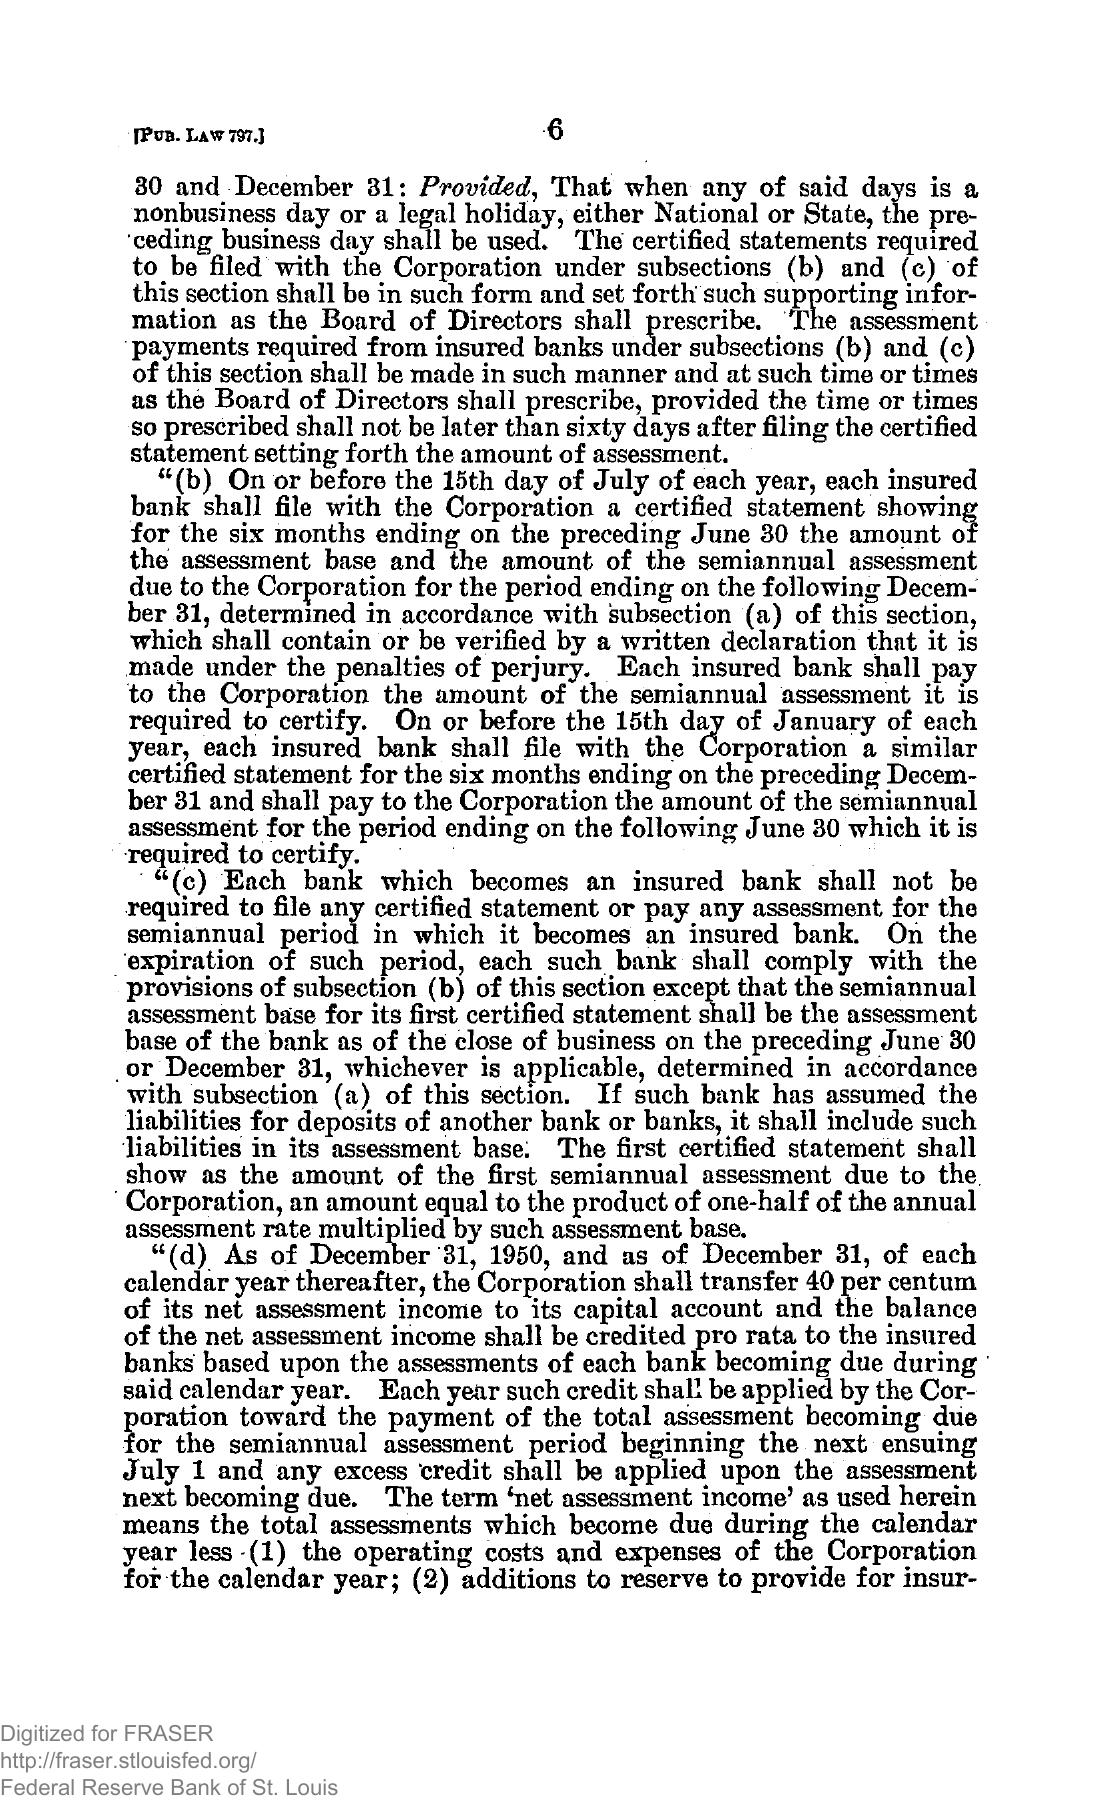 [PUB. LAW 797.]
6
30 and December 31: Provided, That when any of said days is a
nonbusiness day or a legal holiday, either National or State, the pre-
ceding business day shall be used. The certified statements required
to be filed with the Corporation under subsections (b) and (c) of
this section shall be in such form and set forth such supporting infor-
mation as the Board of Directors shall prescribe. The assessment
payments required from insured banks under subsections (b) and (c)
of this section shall be made in such manner and at such time or times
as the Board of Directors shall prescribe, provided the time or times
so prescribed shall not be later than sixty days after filing the certified
statement setting forth the amount of assessment.
“(b) On or before the 15th day of July of each year, each insured
bank shall file with the Corporation a certified statement showing
for the six months ending on the preceding June 30 the amount of
the assessment base and the amount of the semiannual assessment
due to the Corporation for the period ending on the following Decem-
ber 31, determined in accordance with subsection (a) of this section,
which shall contain or be verified by a written declaration that it is
made under the penalties of perjury. Each insured bank shall pay
to the Corporation the amount of the semiannual assessment it is
required to certify. On or before the 15th day of January of each
year, each insured bank shall file with the Corporation a similar
certified statement for the six months ending on the preceding Decem-
ber 31 and shall pay to the Corporation the amount of the semiannual
assessment for the period ending on the following June 30 which it is
required to certify.
“(c) Each bank which becomes an insured bank shall not be
required to file any certified statement or pay any assessment for the
semiannual period in which it becomes an insured bank. On the
expiration of such period, each such bank shall comply with the
provisions of subsection (b) of this section except that the semiannual
assessment base for its first certified statement shall be the assessment
base of the bank as of the close of business on the preceding June 30
or December 31, whichever is applicable, determined in accordance
with subsection (a) of this section. If such bank has assumed the
liabilities for deposits of another bank or banks, it shall include such
liabilities in its assessment base. The first certified statement shall
show as the amount of the first semiannual assessment due to the
Corporation, an amount equal to the product of one-half of the annual
assessment rate multiplied by such assessment base.
“(d) As of December 31, 1950, and as of December 31, of each
calendar year thereafter, the Corporation shall transfer 40 per centum
of its net assessment income to its capital account and the balance
of the net assessment income shall be credited pro rata to the insured
banks based upon the assessments of each bank becoming due during
said calendar year. Each year such credit shall be applied by the Cor-
poration toward the payment of the total assessment becoming due
for the semiannual assessment period beginning the next ensuing
July 1 and any excess credit shall be applied upon the assessment
next becoming due. The term ‘net assessment income’ as used herein
means the total assessments which become due during the calendar
year less (1) the operating costs and expenses of the Corporation
for the calendar year; (2) additions to reserve to provide for insur-
Digitized for FRASER
http://fraser.stlouisfed.org/
Federal Reserve Bank of St. Louis